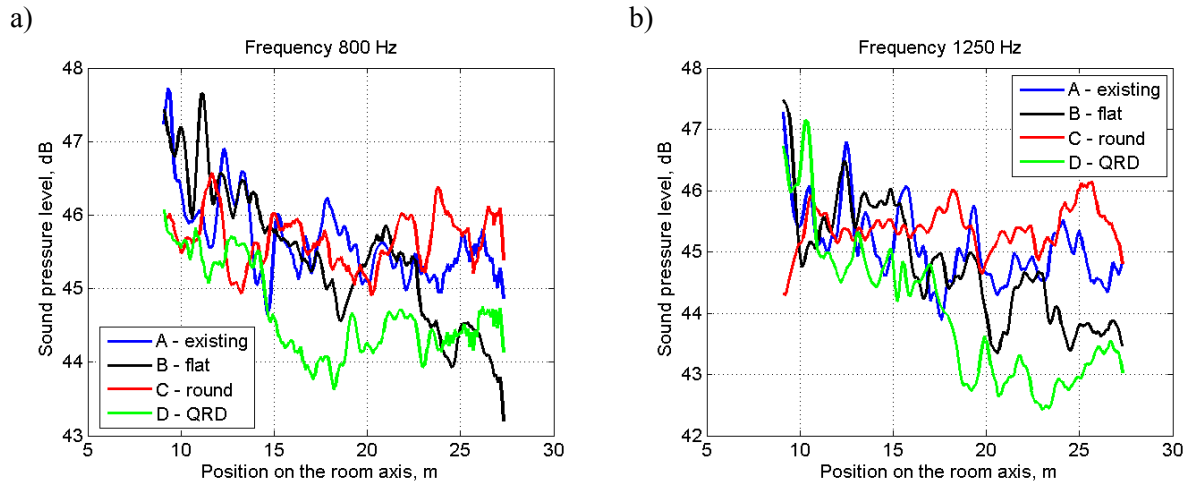 a)
Frequency 800 Hz
48
47
46
45
44
43
Sound pressure level, dB
A - existing
B - flat
C - round
D - QRD
5 10 15 20 25 30
Position on the room axis, m
b)
Frequency 1250 Hz
48
47
46
45
44
43
42
Sound pressure level, dB
A - existing
B - flat
C - round
D - QRD
5 10 15 20 25 30
Position on the room axis, m